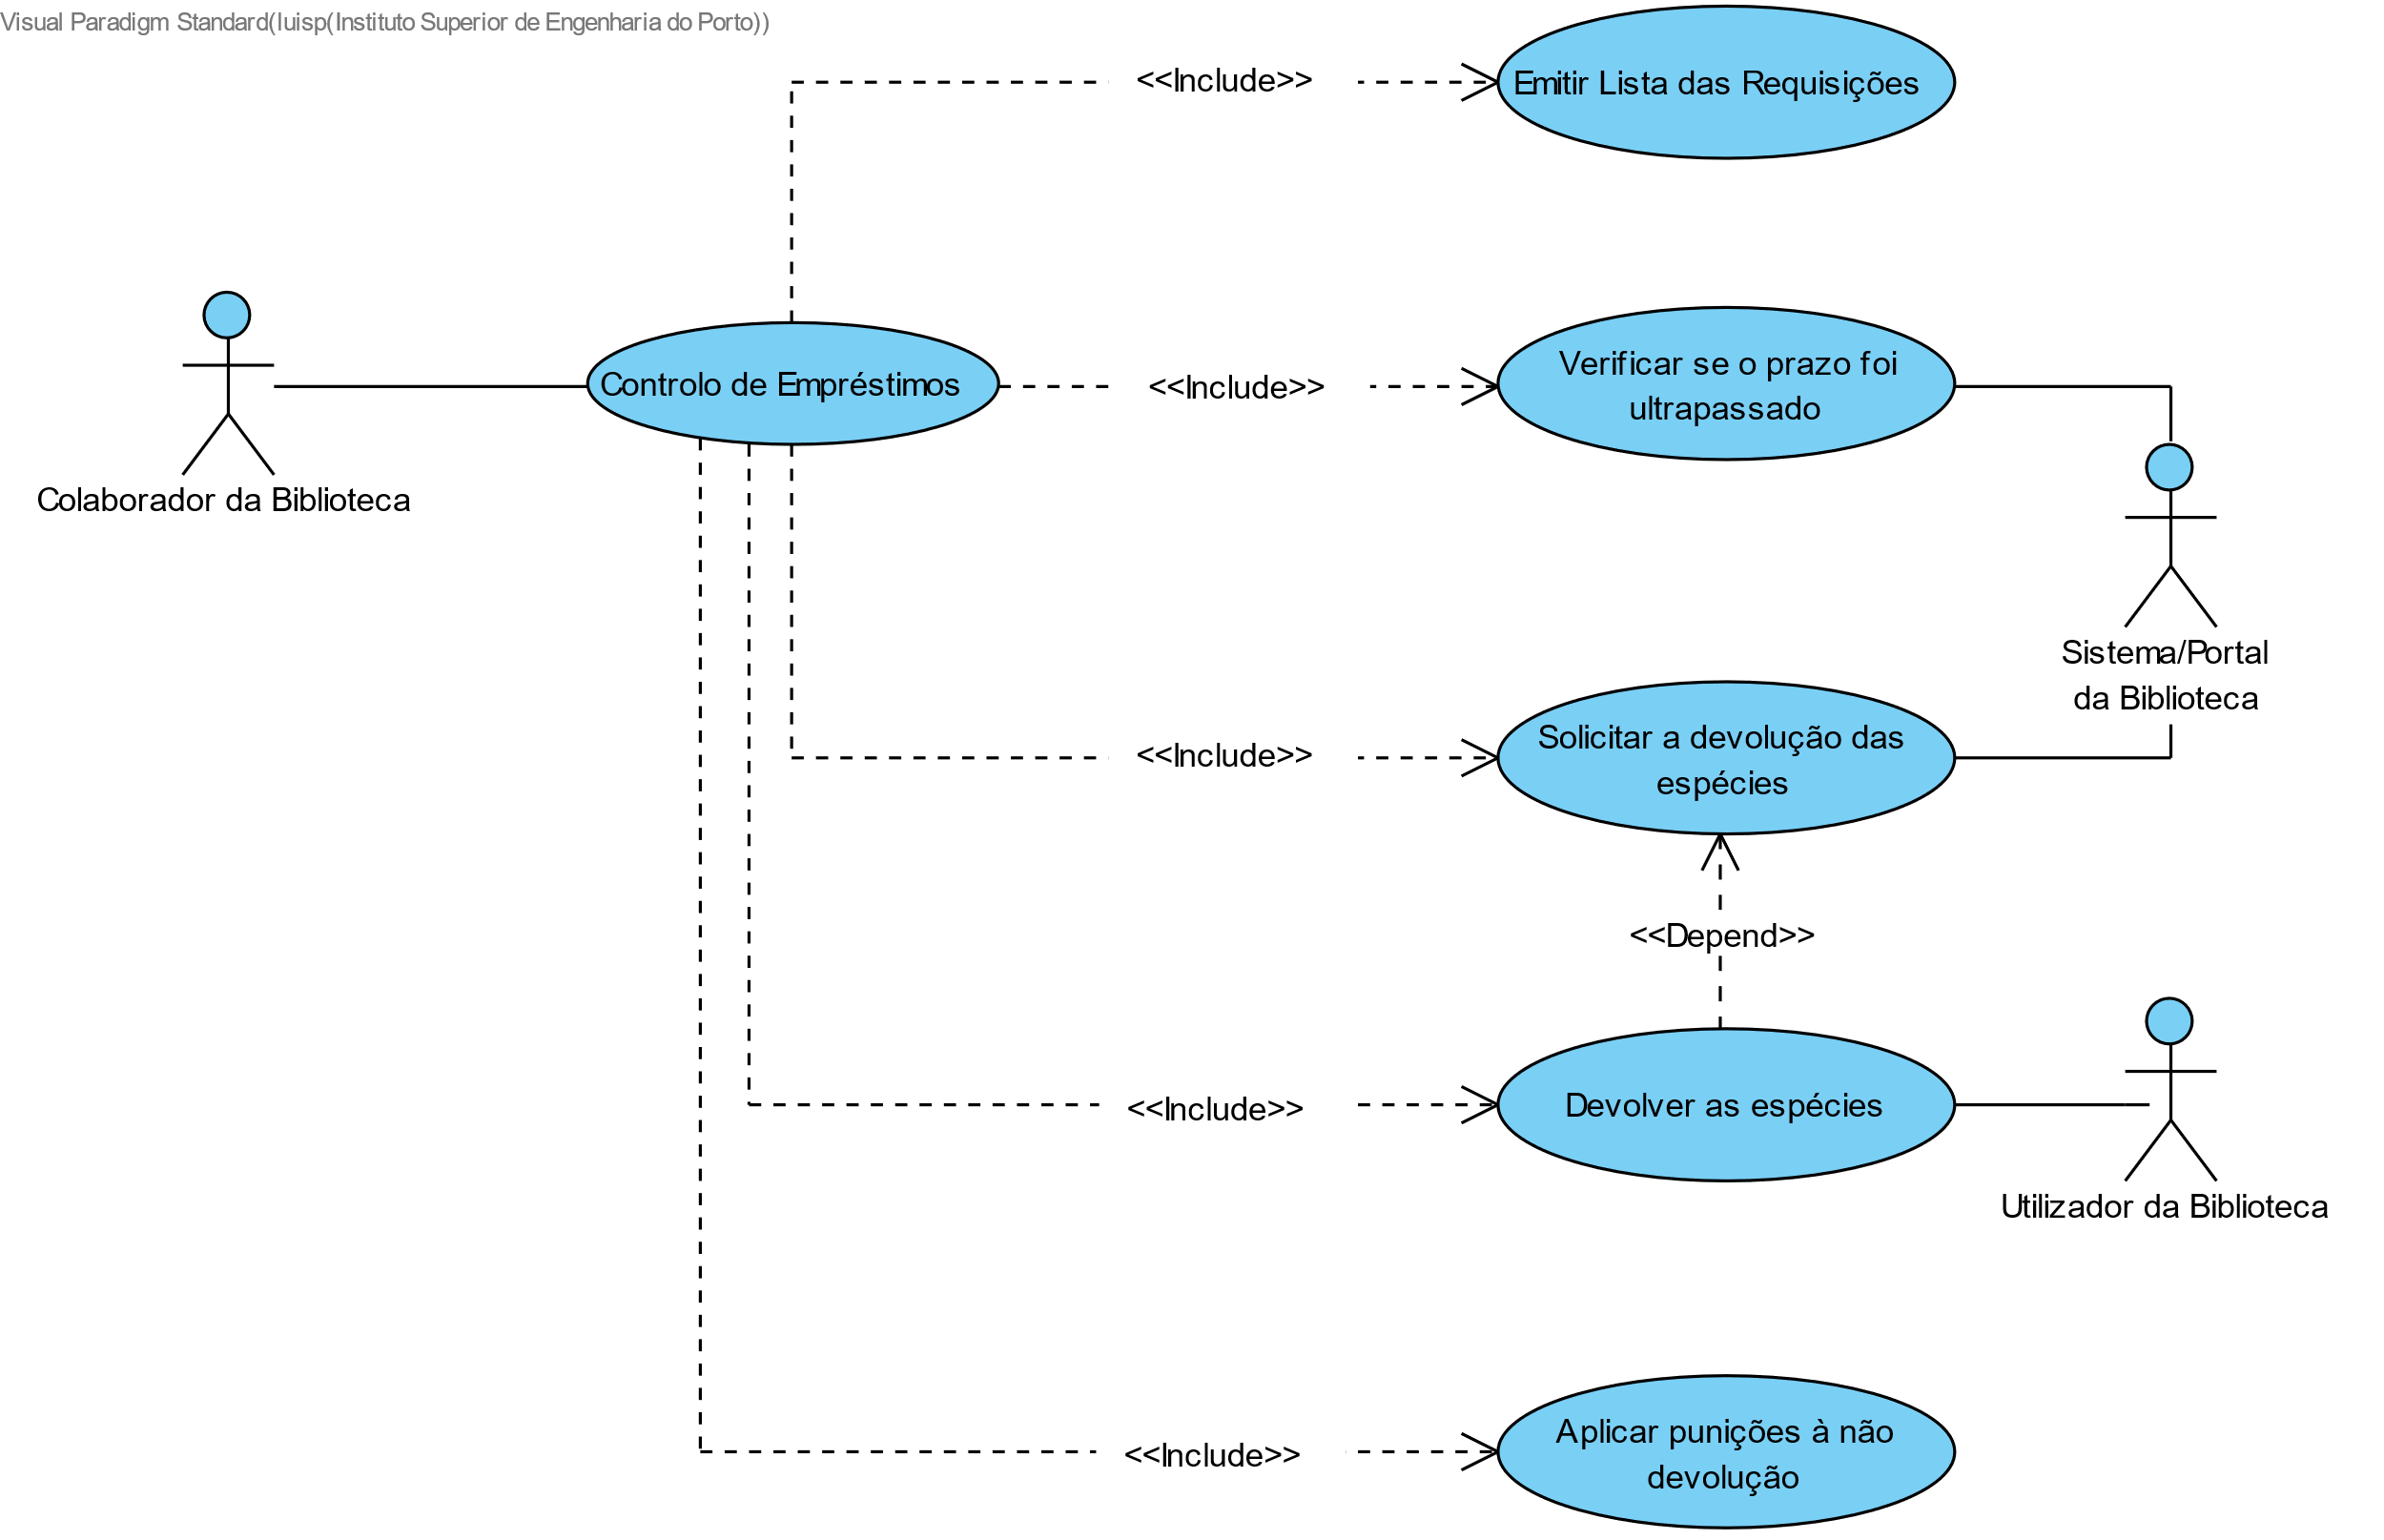 Visual Paradigm Standard(luisp(Instituto Superior de Engenharia do Porto))
<<Include>>
Emitir Lista das Requisições
Colaborador da Biblioteca
Controlo de Empréstimos
<<Include>>
Verificar se o prazo foi
ultrapassado
Sistema/Portal
da Biblioteca
<<Include>>
Solicitar a devolução das
espécies
<<Depend>>
<<Include>>
Devolver as espécies
Utilizador da Biblioteca
<<Include>>
Aplicar punições à não
devolução